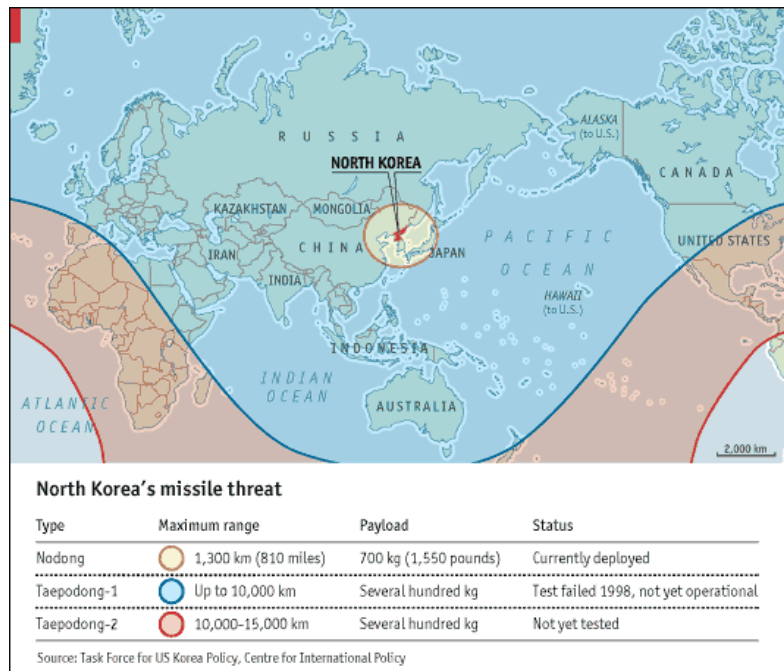 RUSSIA
ALASKA
(to U.S.)
NORTH KOREA
CANADA
KAZAKHSTAN
MONGOLIA
PACIFIC
OCEAN
UNITED STATES
CHINA
JAPAN
IRAN
INDIA
HAWAII
(to U.S.)
INDONESIA
INDIAN
OCEAN
ATLANTIC
OCEAN
AUSTRALIA
2,000 km
North Korea's missile threat
Type Maximum range Payload Status
Nodong 1,300 km (810 miles) 700 kg (1,550 pounds) Currently deployed
Taepodong-1 Up to 10,000 km Several hundred kg Test failed 1998, not yet operational
Taepodong-2 10,000-15,000 km Several hundred kg Not yet tested
Source: Task Force for US Korea Policy, Centre for International Policy